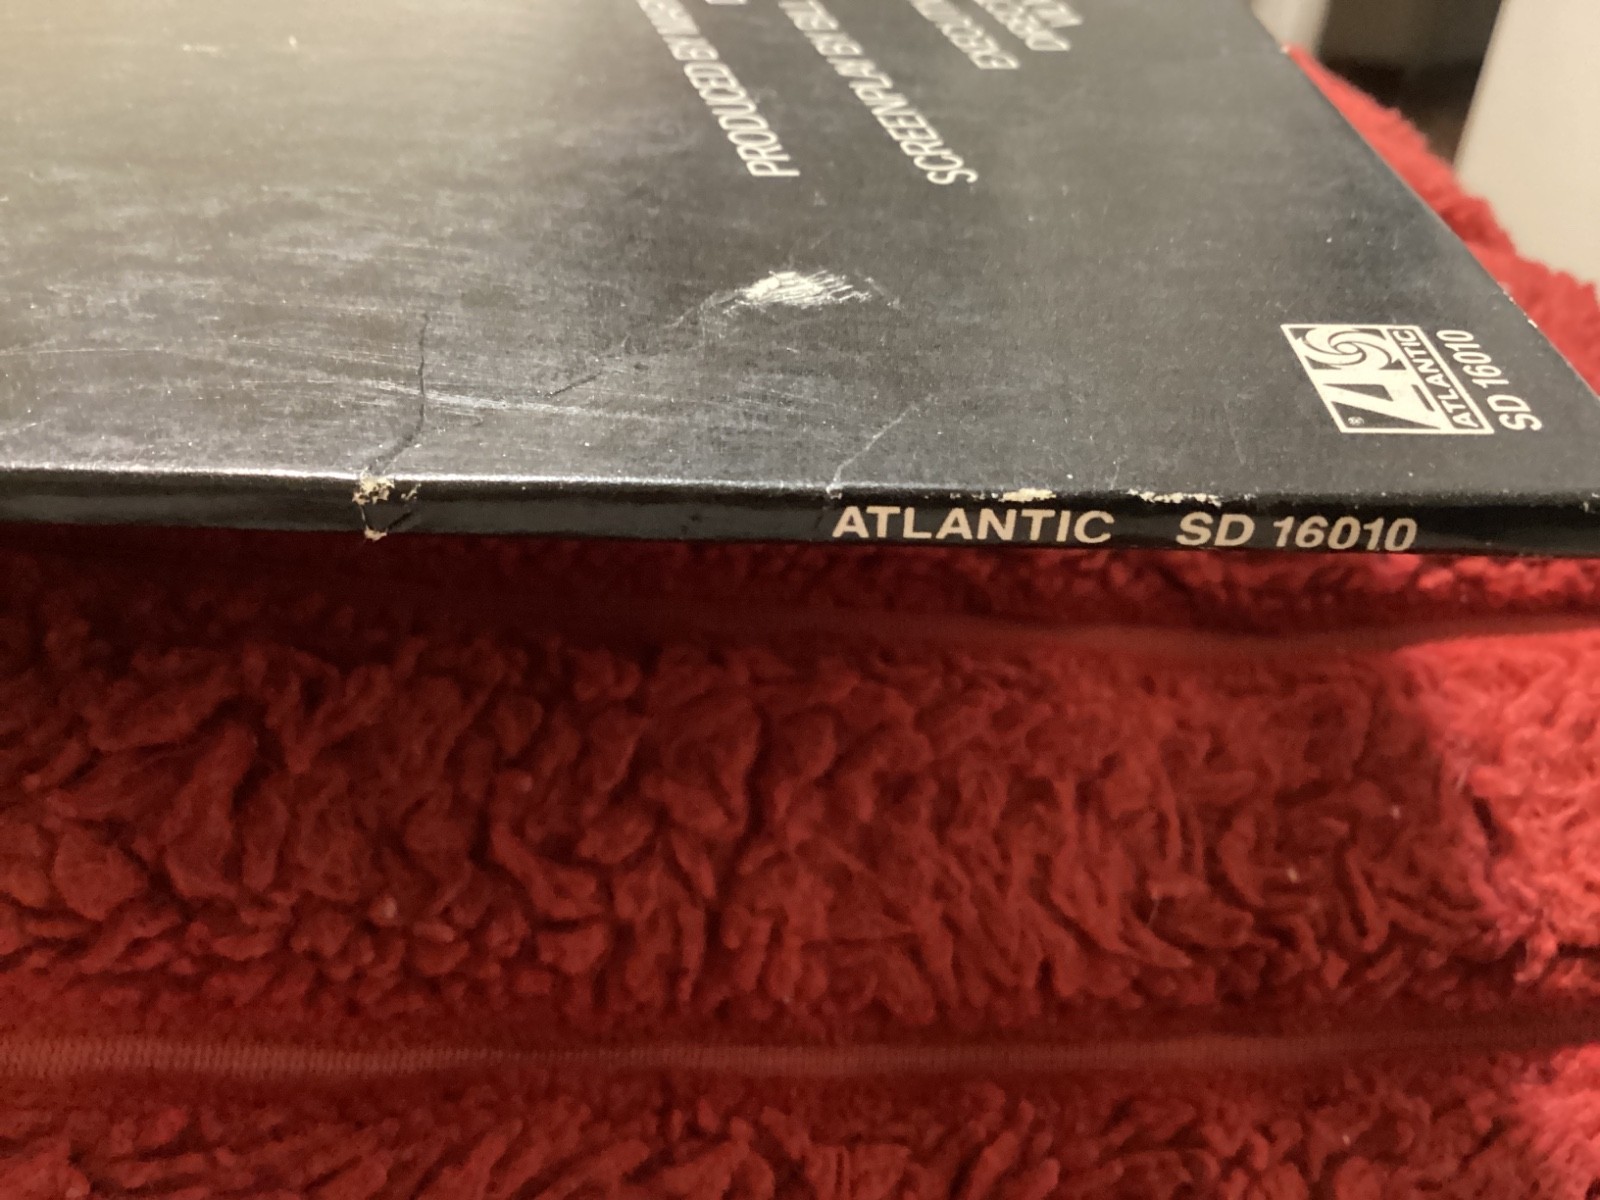 PRODUCED BY
SCREENPLAY BY
ATLANTIC
SD 16010
ATLANTIC SD 16010